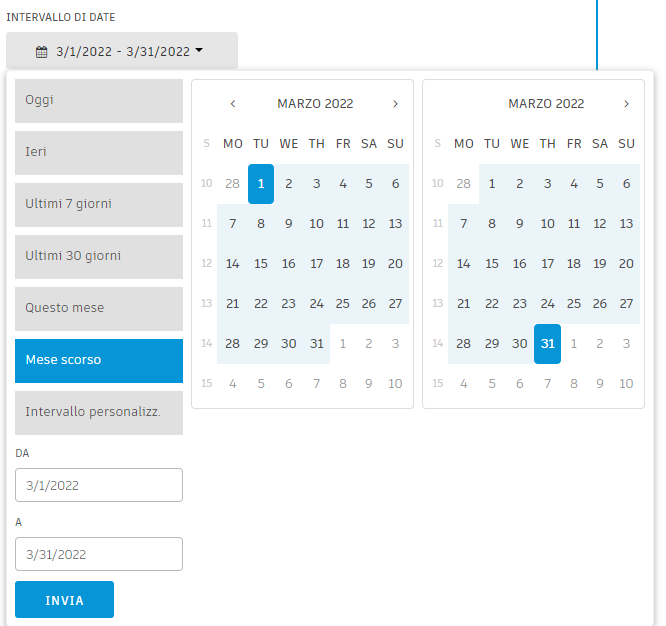 INTERVALLO DI DATE
3/1/2022 - 3/31/2022
Oggi
Ieri
Ultimi 7 giorni
Ultimi 30 giorni
Questo mese
Mese scorso
Intervallo personalizz.
DA
3/1/2022
A
3/31/2022
INVIA
MARZO 2022
S MO TU WE TH FR SA SU
10 28 1 2 3 4 5 6
11 7 8 9 10 11 12 13
12 14 15 16 17 18 19 20
13 21 22 23 24 25 26 27
14 28 29 30 31 1 2 3
15 4 5 6 7 8 9 10
MARZO 2022
S MO TU WE TH FR SA SU
10 28 1 2 3 4 5 6
11 7 8 9 10 11 12 13
12 14 15 16 17 18 19 20
13 21 22 23 24 25 26 27
14 28 29 30 31 1 2 3
15 4 5 6 7 8 9 10